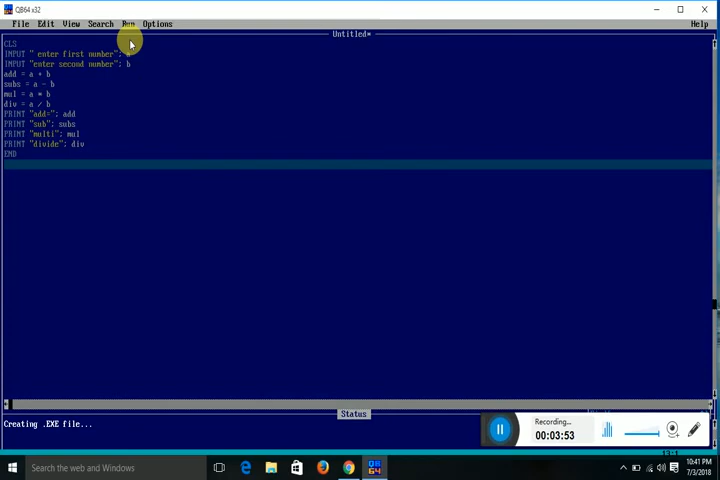 QB64 x32
File Edit View Search Run Options Help
Untitled*
CLS
INPUT " enter first number"; a
INPUT "enter second number"; b
add = a + b
subs = a - b
mul = a * b
div = a / b
PRINT "add="; add
PRINT "sub"; subs
PRINT "multi"; mul
PRINT "divide"; div
END
Status
Creating .EXE file...
Recording...
00:03:53
Search the web and Windows
QB
64
10:41 PM
7/3/2018